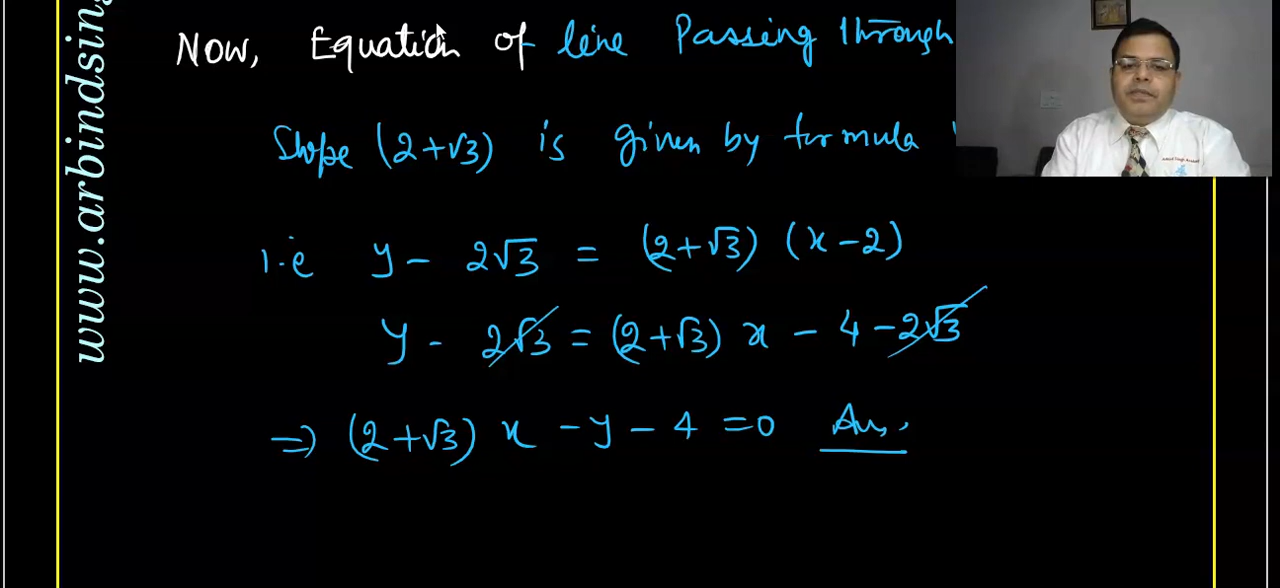 www.arbindsing
Now, Equation of line Passing through
Slope (2+√3) is given by formula
i.e y - 2√3 = (2+√3) (x-2)
y - 2√3 = (2+√3) x - 4 - 2√3
=> (2+√3) x - y - 4 = 0 Ans.